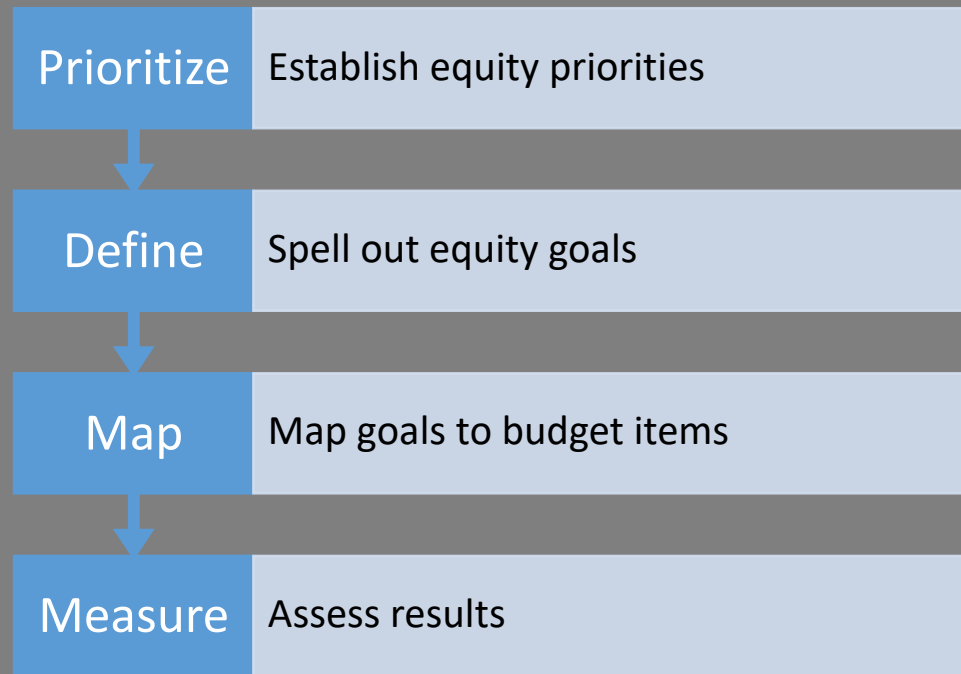 Prioritize
Establish equity priorities
Define
Spell out equity goals
Map
Map goals to budget items
Measure
Assess results